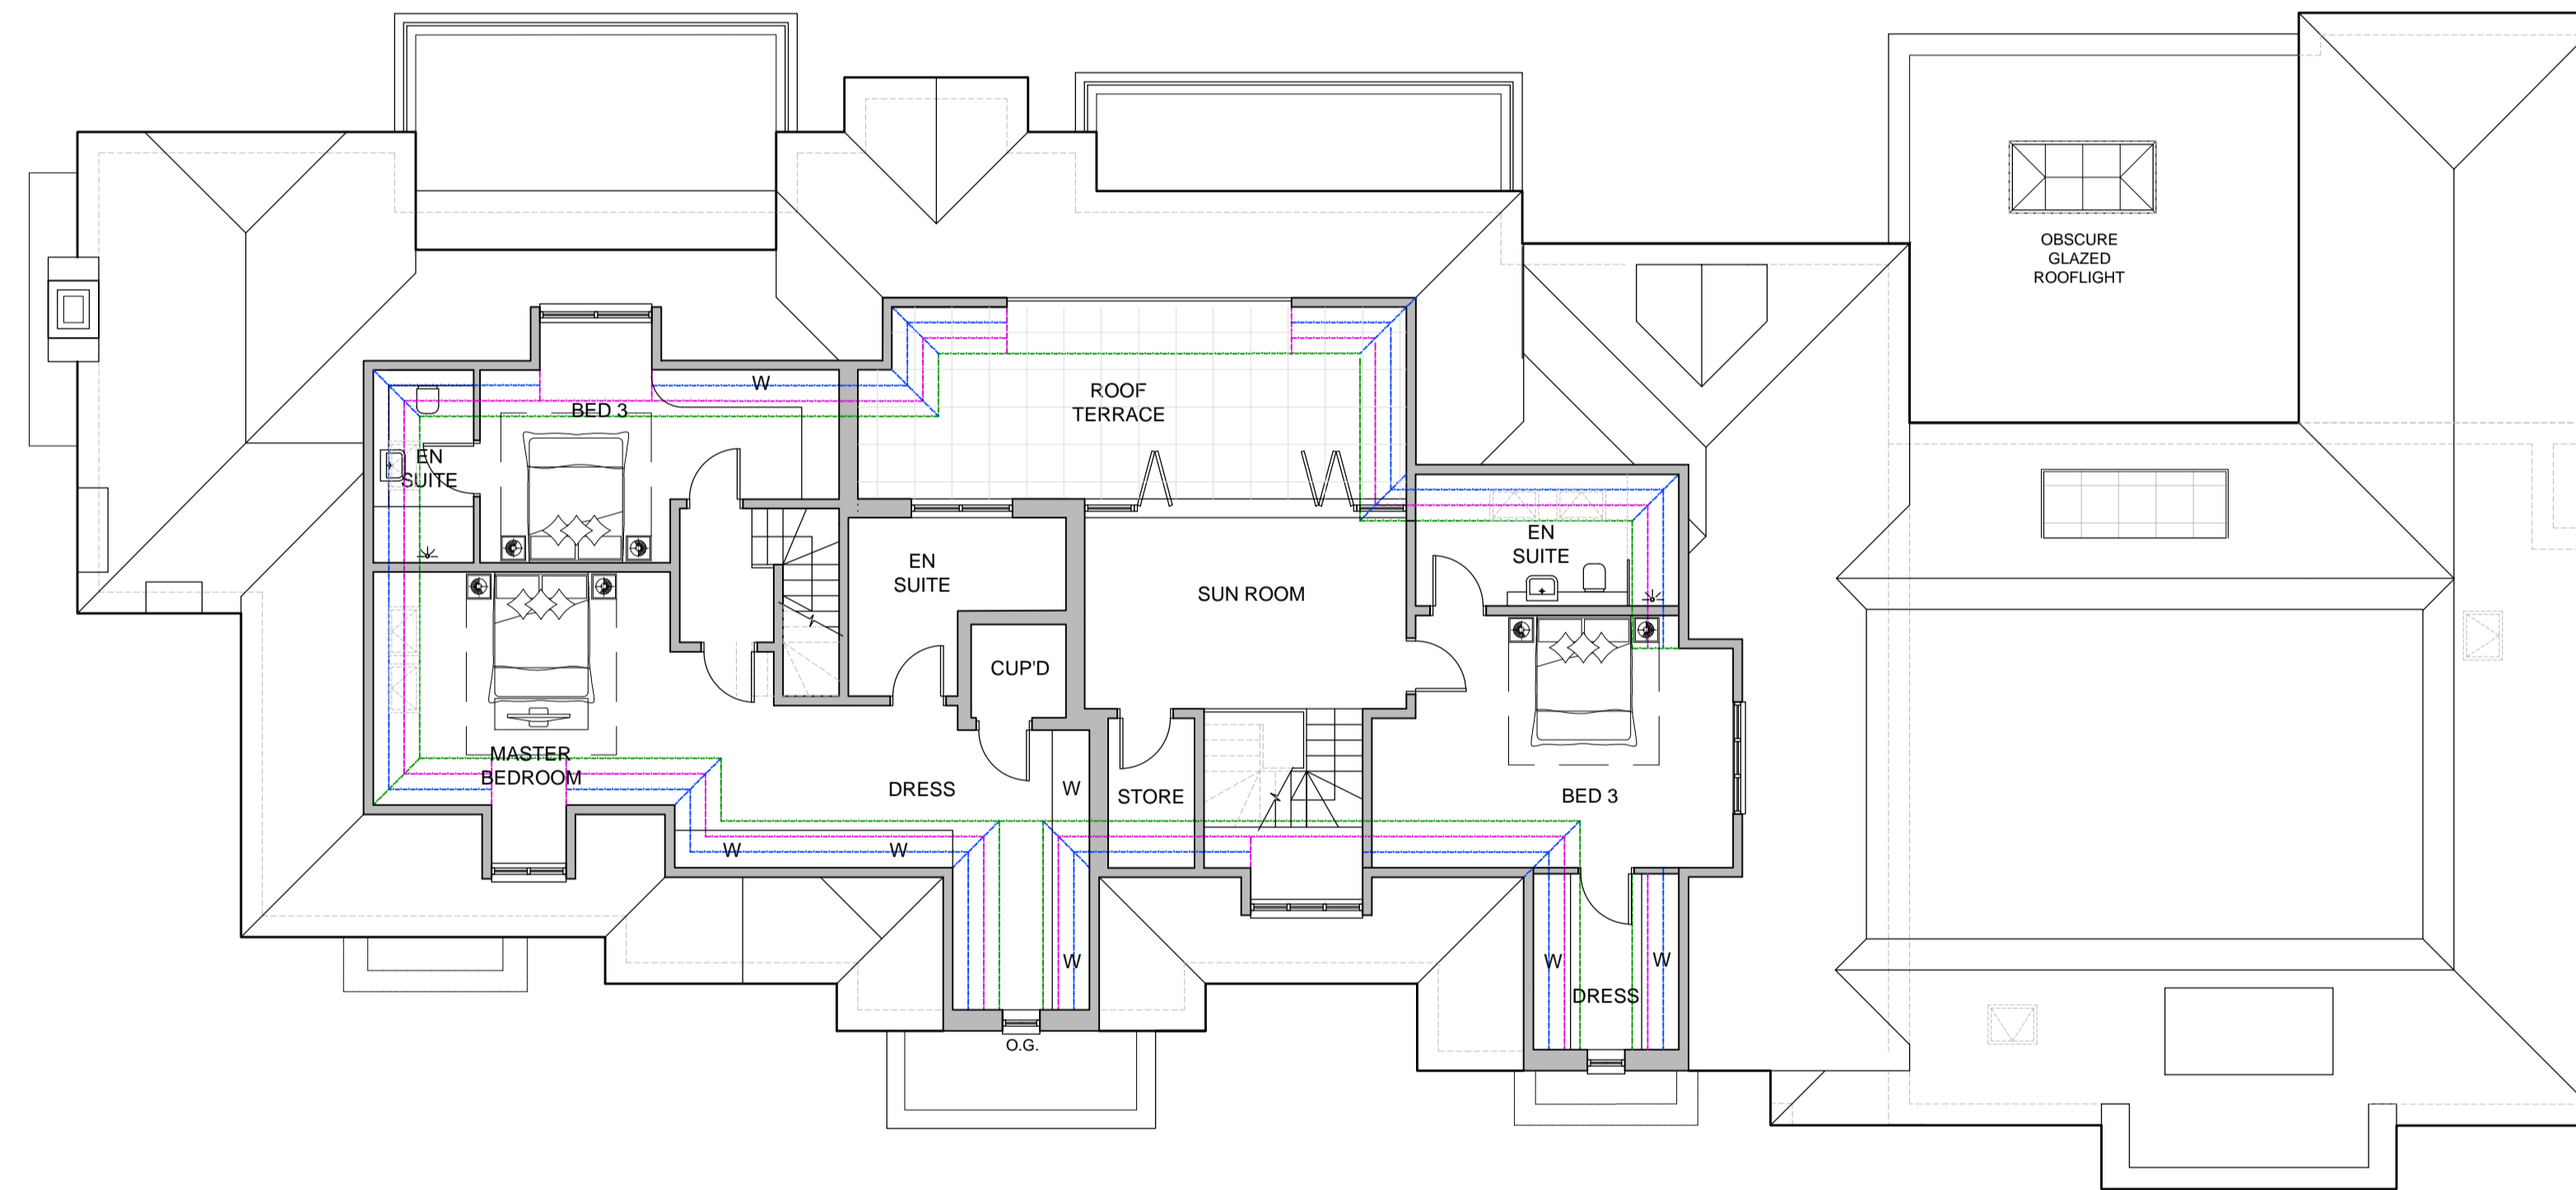 OBSCURE
GLAZED
ROOFLIGHT
W
BED 3
ROOF
TERRACE
EN
SUITE
EN
SUITE
EN
SUITE
SUN ROOM
CUP'D
MASTER
BEDROOM
DRESS
W
STORE
BED 3
W
W
W
W
W
DRESS
O.G.